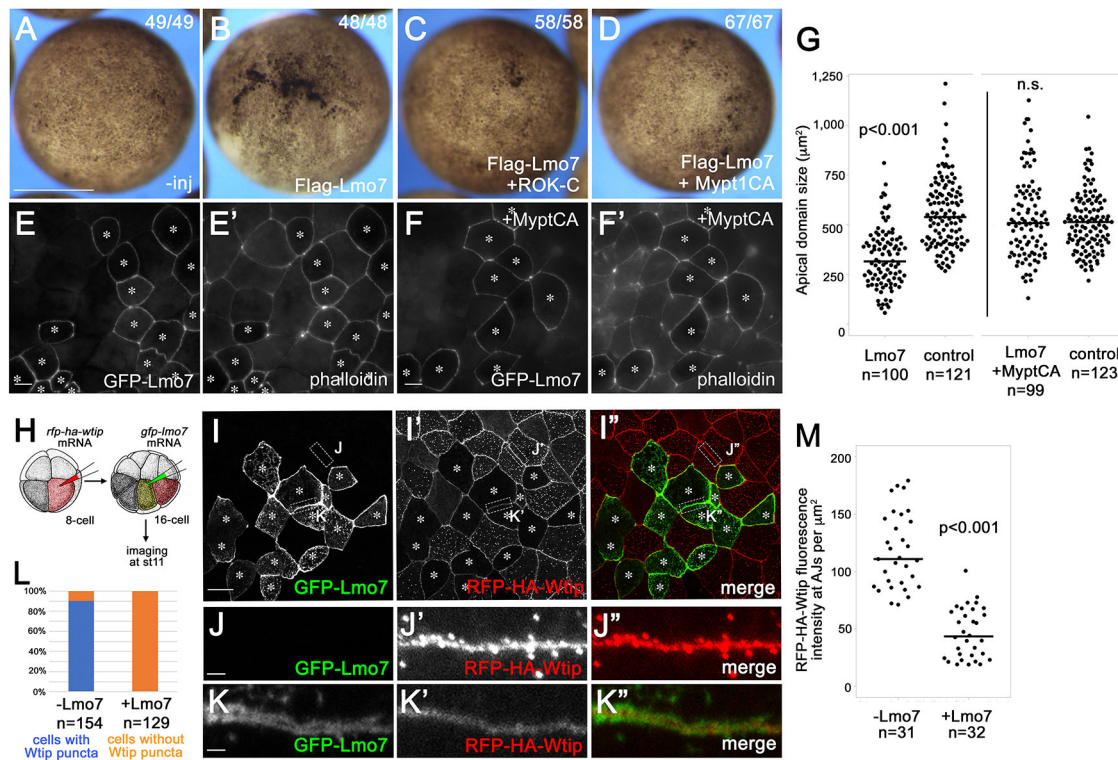 A
49/49
-inj
B
48/48
Flag-Lmo7
C
58/58
Flag-Lmo7
+ROK-C
D
67/67
Flag-Lmo7
+ Mypt1CA
E
*
GFP-Lmo7
E'
phalloidin
F
+MyptCA
GFP-Lmo7
F'
+MyptCA
phalloidin
G
Apical domain size (µm²)
1,250
1,000
750
500
250
0
p<0.001
n.s.
Lmo7
n=100
control
n=121
Lmo7
+MyptCA
n=99
control
n=123
H
rfp-ha-wtip
mRNA
gfp-lmo7
mRNA
8-cell
16-cell
imaging
at st11
I
J
K
GFP-Lmo7
I'
J'
K'
RFP-HA-Wtip
I"
J"
K"
merge
J
GFP-Lmo7
J'
RFP-HA-Wtip
J"
merge
K
GFP-Lmo7
K'
RFP-HA-Wtip
K"
merge
L
100%
80%
60%
40%
20%
0%
-Lmo7
n=154
+Lmo7
n=129
cells with
Wtip puncta
cells without
Wtip puncta
M
RFP-HA-Wtip fluorescence
intensity at AJs per µm²
200
150
100
50
0
p<0.001
-Lmo7
n=31
+Lmo7
n=32